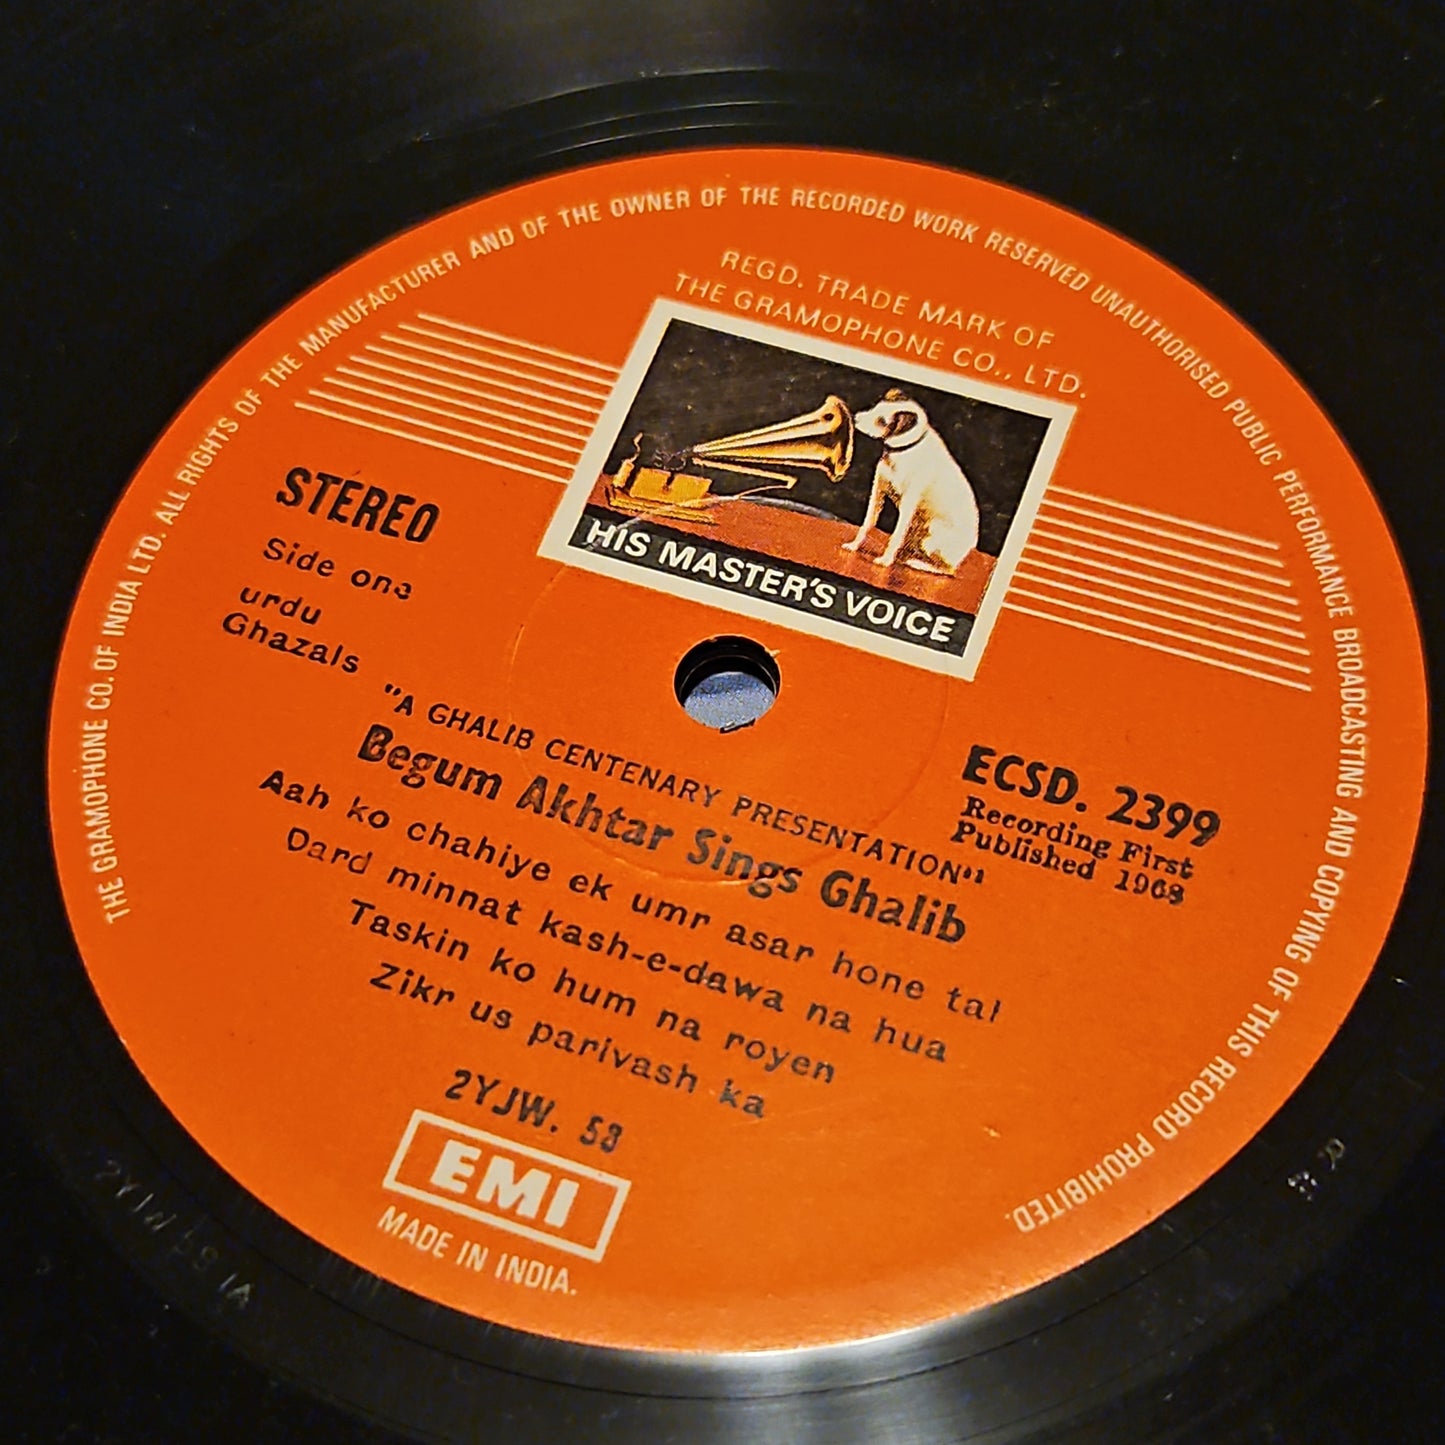 THE GRAMOPHONE CO. OF INDIA LTD. ALL RIGHTS OF THE MANUFACTURER AND OF THE OWNER OF THE RECORDED WORK RESERVED UNAUTHORISED PUBLIC PERFORMANCE BROADCASTING AND COPYING OF THIS RECORD PROHIBITED.
REGD. TRADE MARK OF
THE GRAMOPHONE CO., LTD.
HIS MASTER'S VOICE
STEREO
Side one
urdu
Ghazals
ECSD. 2399
Recording First
Published 1968
"A GHALIB CENTENARY PRESENTATION"
Begum Akhtar Sings Ghalib
Aah ko chahiye ek umr asar hone tal
Dard minnat kash-e-dawa na hua
Taskin ko hum na royen
Zikr us parivash ka
2YJW. 53
EMI
MADE IN INDIA.